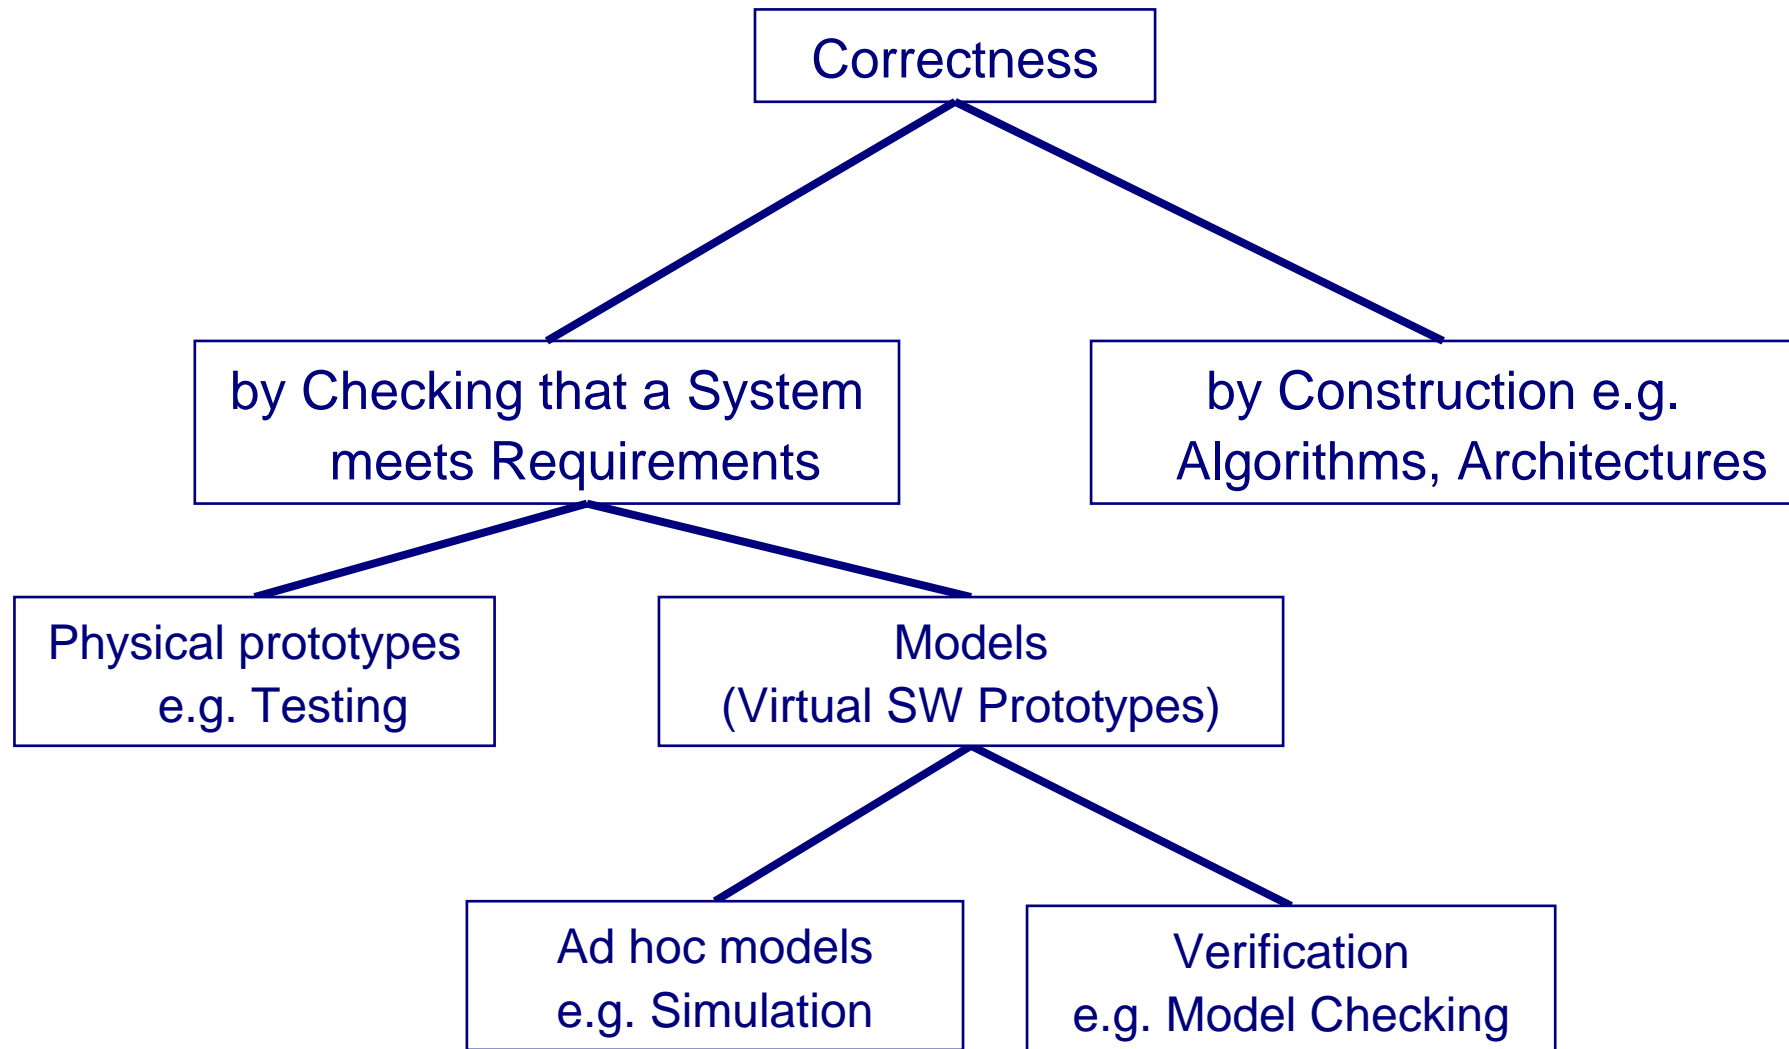 Correctness
by Checking that a System
meets Requirements
by Construction e.g.
Algorithms, Architectures
Physical prototypes
e.g. Testing
Models
(Virtual SW Prototypes)
Ad hoc models
e.g. Simulation
Verification
e.g. Model Checking